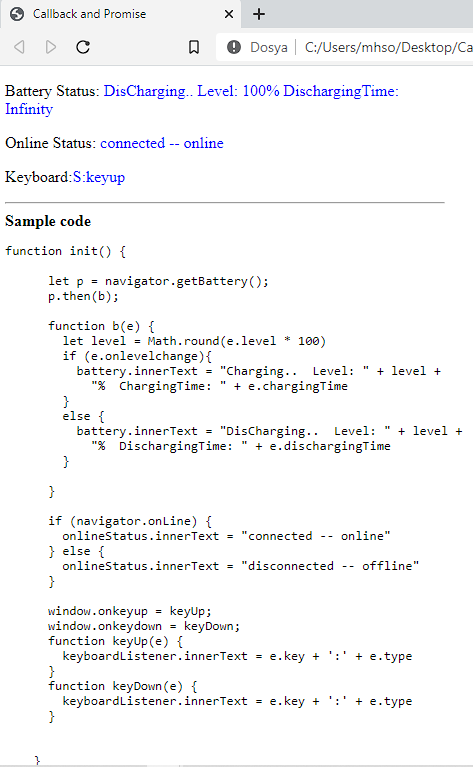 Callback and Promise
Dosya | C:/Users/mhso/Desktop/Ca
Battery Status: DisCharging.. Level: 100% DischargingTime:
Infinity
Online Status: connected -- online
Keyboard:S:keyup
Sample code
function init() {
let p = navigator.getBattery();
p.then(b);
function b(e) {
let level = Math.round(e.level * 100)
if (e.onlevelchange){
battery.innerText = "Charging..  Level: " + level +
"%  ChargingTime: " + e.chargingTime
}
else {
battery.innerText = "DisCharging..  Level: " + level +
"%  DischargingTime: " + e.dischargingTime
}
}
if (navigator.onLine) {
onlineStatus.innerText = "connected -- online"
} else {
onlineStatus.innerText = "disconnected -- offline"
}
window.onkeyup = keyUp;
window.onkeydown = keyDown;
function keyUp(e) {
keyboardListener.innerText = e.key + ':' + e.type
}
function keyDown(e) {
keyboardListener.innerText = e.key + ':' + e.type
}
}